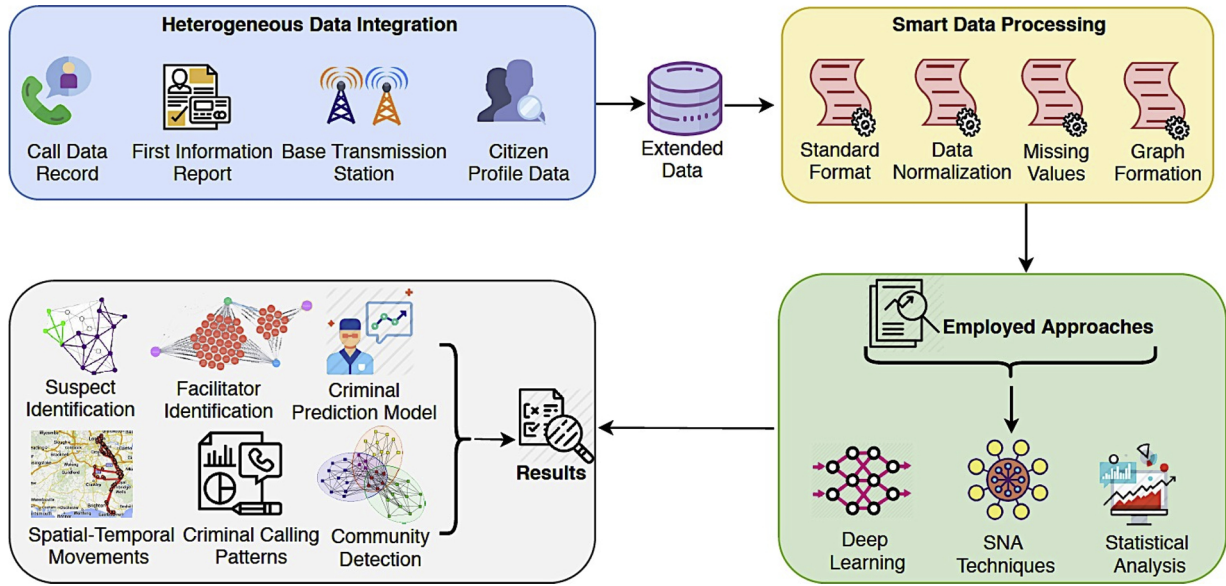 Heterogeneous Data Integration
Call Data
Record
First Information
Report
Base Transmission
Station
Citizen
Profile Data
Extended
Data
Smart Data Processing
Standard
Format
Data
Normalization
Missing
Values
Graph
Formation
Employed Approaches
Deep
Learning
SNA
Techniques
Statistical
Analysis
Suspect
Identification
Facilitator
Identification
Criminal
Prediction Model
Spatial-Temporal
Movements
Criminal Calling
Patterns
Community
Detection
Results